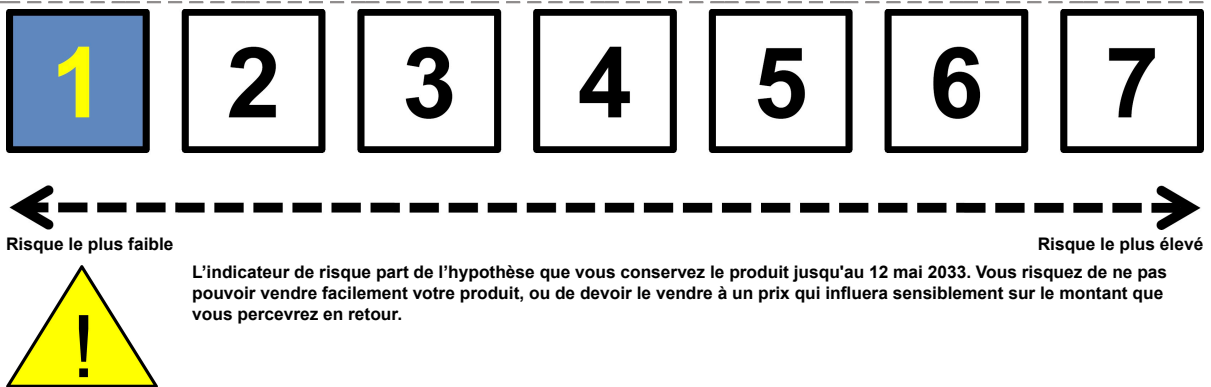 1 2 3 4 5 6 7
Risque le plus faible Risque le plus élevé
L’indicateur de risque part de l’hypothèse que vous conservez le produit jusqu'au 12 mai 2033. Vous risquez de ne pas
pouvoir vendre facilement votre produit, ou de devoir le vendre à un prix qui influera sensiblement sur le montant que
vous percevrez en retour.
!